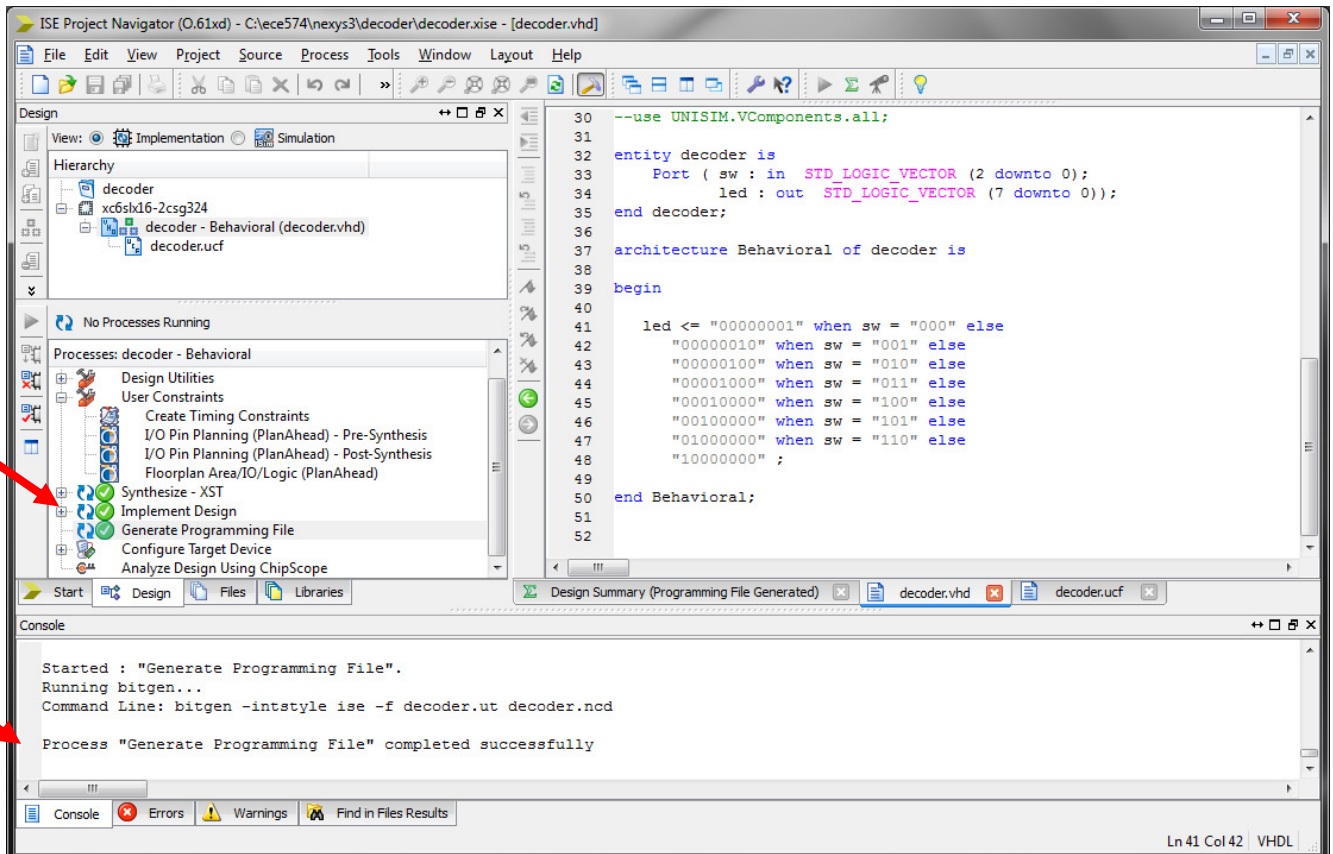 ISE Project Navigator (O.61xd) - C:\ece574\nexys3\decoder\decoder.xise - [decoder.vhd]
File Edit View Project Source Process Tools Window Layout Help
Design
View: Implementation Simulation
Hierarchy
decoder
xc6slx16-2csg324
decoder - Behavioral (decoder.vhd)
decoder.ucf
No Processes Running
Processes: decoder - Behavioral
Design Utilities
User Constraints
Create Timing Constraints
I/O Pin Planning (PlanAhead) - Pre-Synthesis
I/O Pin Planning (PlanAhead) - Post-Synthesis
Floorplan Area/IO/Logic (PlanAhead)
Synthesize - XST
Implement Design
Generate Programming File
Configure Target Device
Analyze Design Using ChipScope
Start Design Files Libraries
30 --use UNISIM.VComponents.all;
31
32 entity decoder is
33 Port ( sw : in STD_LOGIC_VECTOR (2 downto 0);
34 led : out STD_LOGIC_VECTOR (7 downto 0));
35 end decoder;
36
37 architecture Behavioral of decoder is
38
39 begin
40
41 led <= "00000001" when sw = "000" else
42 "00000010" when sw = "001" else
43 "00000100" when sw = "010" else
44 "00001000" when sw = "011" else
45 "00010000" when sw = "100" else
46 "00100000" when sw = "101" else
47 "01000000" when sw = "110" else
48 "10000000" ;
49
50 end Behavioral;
51
52
Design Summary (Programming File Generated) decoder.vhd decoder.ucf
Console
Started : "Generate Programming File".
Running bitgen...
Command Line: bitgen -intstyle ise -f decoder.ut decoder.ncd
Process "Generate Programming File" completed successfully
Console Errors Warnings Find in Files Results
Ln 41 Col 42 VHDL